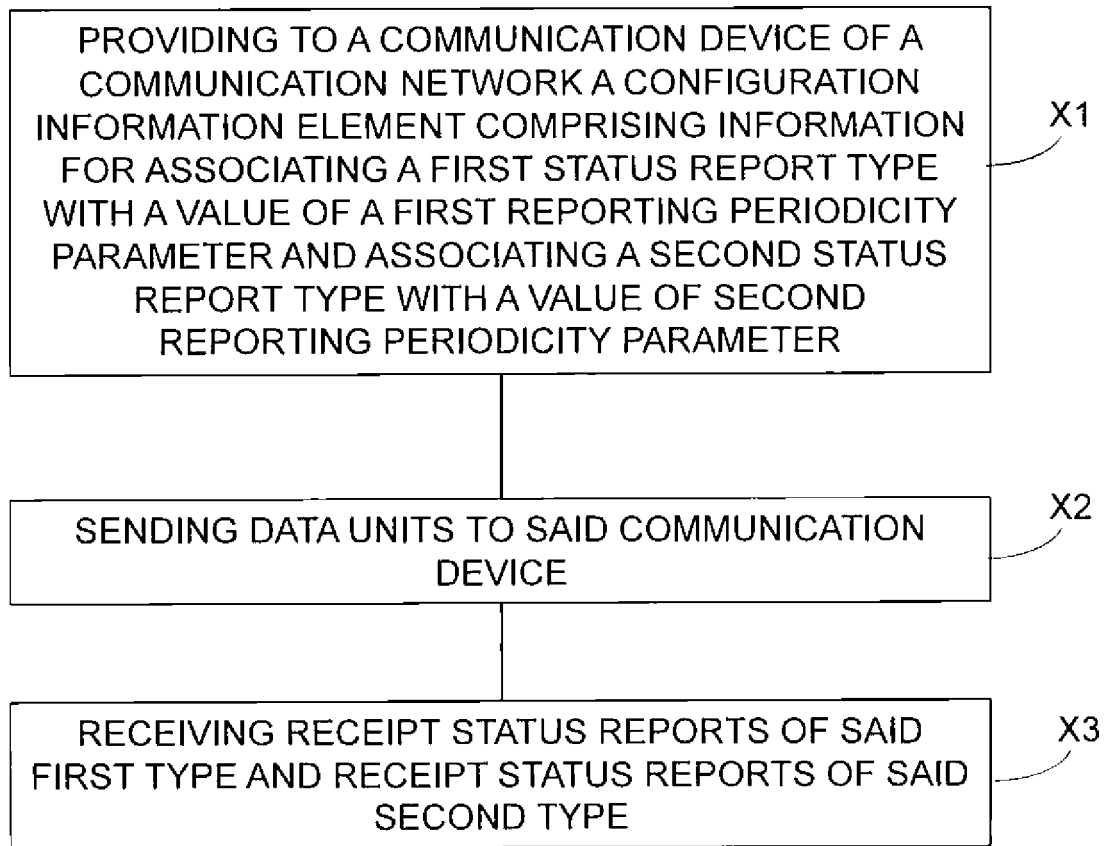 PROVIDING TO A COMMUNICATION DEVICE OF A
COMMUNICATION NETWORK A CONFIGURATION
INFORMATION ELEMENT COMPRISING INFORMATION
FOR ASSOCIATING A FIRST STATUS REPORT TYPE
WITH A VALUE OF A FIRST REPORTING PERIODICITY
PARAMETER AND ASSOCIATING A SECOND STATUS
REPORT TYPE WITH A VALUE OF SECOND
REPORTING PERIODICITY PARAMETER
X1
SENDING DATA UNITS TO SAID COMMUNICATION
DEVICE
X2
RECEIVING RECEIPT STATUS REPORTS OF SAID
FIRST TYPE AND RECEIPT STATUS REPORTS OF SAID
SECOND TYPE
X3